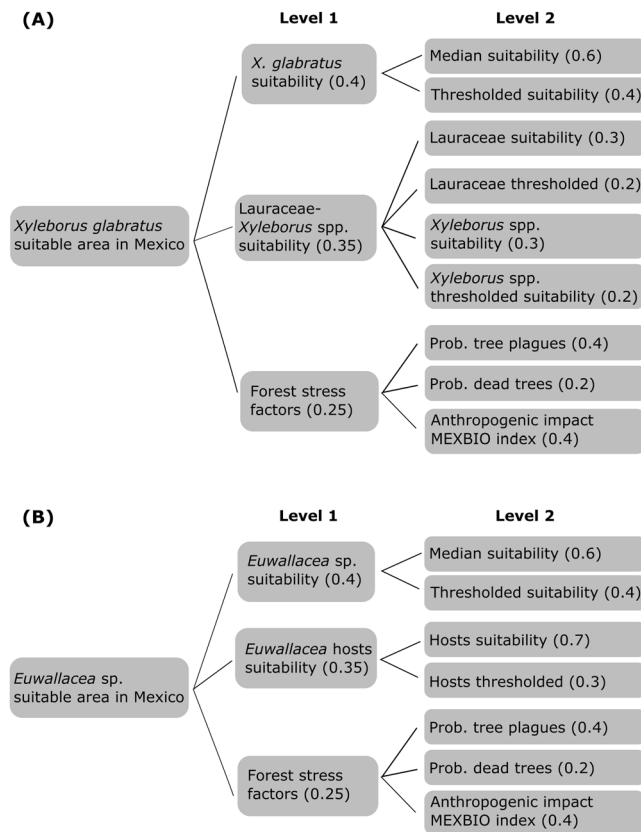 (A)
Level 1
Level 2
X. glabratus
suitability (0.4)
Median suitability (0.6)
Thresholded suitability (0.4)
Xyleborus glabratus
suitable area in Mexico
Lauraceae-
Xyleborus spp.
suitability (0.35)
Lauraceae suitability (0.3)
Lauraceae thresholded (0.2)
Xyleborus spp.
suitability (0.3)
Xyleborus spp.
thresholded suitability (0.2)
Forest stress
factors (0.25)
Prob. tree plagues (0.4)
Prob. dead trees (0.2)
Anthropogenic impact
MEXBIO index (0.4)
(B)
Level 1
Level 2
Euwallacea sp.
suitability (0.4)
Median suitability (0.6)
Thresholded suitability (0.4)
Euwallacea sp.
suitable area in Mexico
Euwallacea hosts
suitability (0.35)
Hosts suitability (0.7)
Hosts thresholded (0.3)
Forest stress
factors (0.25)
Prob. tree plagues (0.4)
Prob. dead trees (0.2)
Anthropogenic impact
MEXBIO index (0.4)